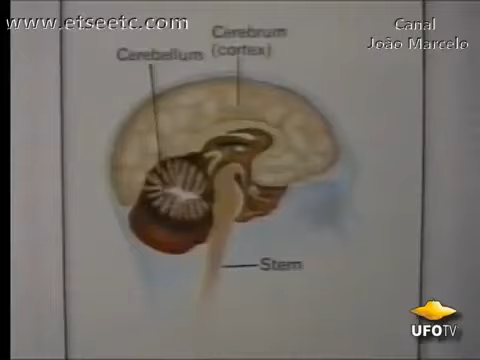 www.etseetc.com
Canal
João Marcelo
Cerebrum
(cortex)
Cerebellum
Stem
UFOTV